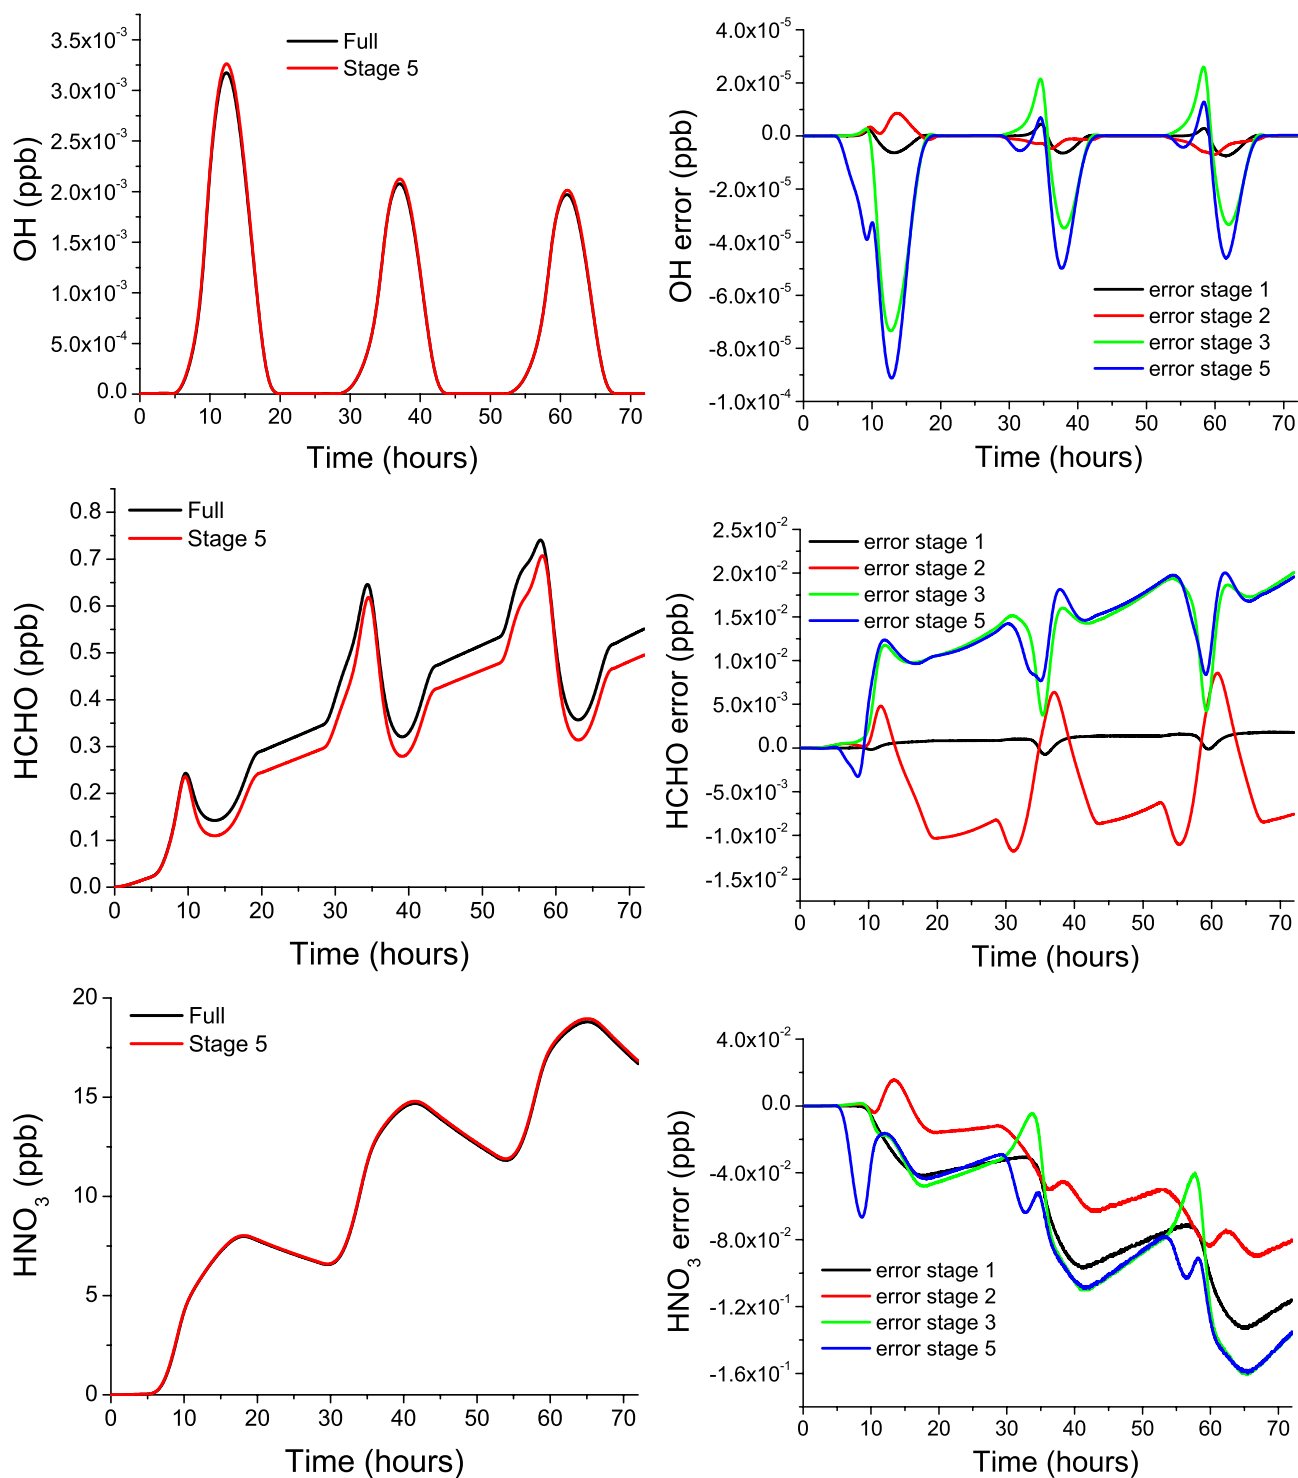 3.5x10⁻³
3.0x10⁻³
2.5x10⁻³
2.0x10⁻³
1.5x10⁻³
1.0x10⁻³
5.0x10⁻⁴
0.0
OH (ppb)
Full
Stage 5
0 10 20 30 40 50 60 70
Time (hours)
4.0x10⁻⁵
2.0x10⁻⁵
0.0
-2.0x10⁻⁵
-4.0x10⁻⁵
-6.0x10⁻⁵
-8.0x10⁻⁵
-1.0x10⁻⁴
OH error (ppb)
error stage 1
error stage 2
error stage 3
error stage 5
0 10 20 30 40 50 60 70
Time (hours)
0.8
0.7
0.6
0.5
0.4
0.3
0.2
0.1
0.0
HCHO (ppb)
Full
Stage 5
0 10 20 30 40 50 60 70
Time (hours)
2.5x10⁻²
2.0x10⁻²
1.5x10⁻²
1.0x10⁻²
5.0x10⁻³
0.0
-5.0x10⁻³
-1.0x10⁻²
-1.5x10⁻²
HCHO error (ppb)
error stage 1
error stage 2
error stage 3
error stage 5
0 10 20 30 40 50 60 70
Time (hours)
20
15
10
5
0
HNO₃ (ppb)
Full
Stage 5
0 10 20 30 40 50 60 70
Time (hours)
4.0x10⁻²
0.0
-4.0x10⁻²
-8.0x10⁻²
-1.2x10⁻¹
-1.6x10⁻¹
HNO₃ error (ppb)
error stage 1
error stage 2
error stage 3
error stage 5
0 10 20 30 40 50 60 70
Time (hours)